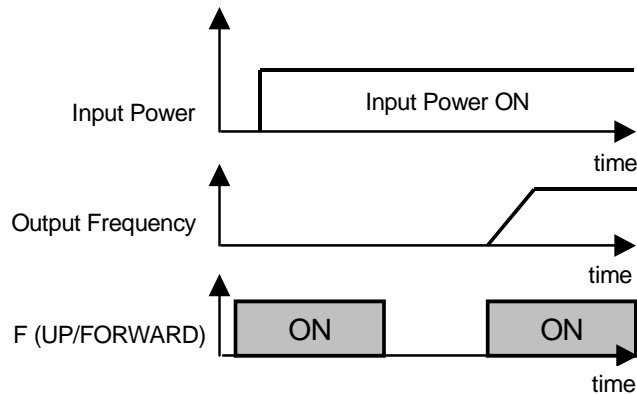 Input Power
Input Power ON
time
Output Frequency
time
F (UP/FORWARD)
ON
ON
time